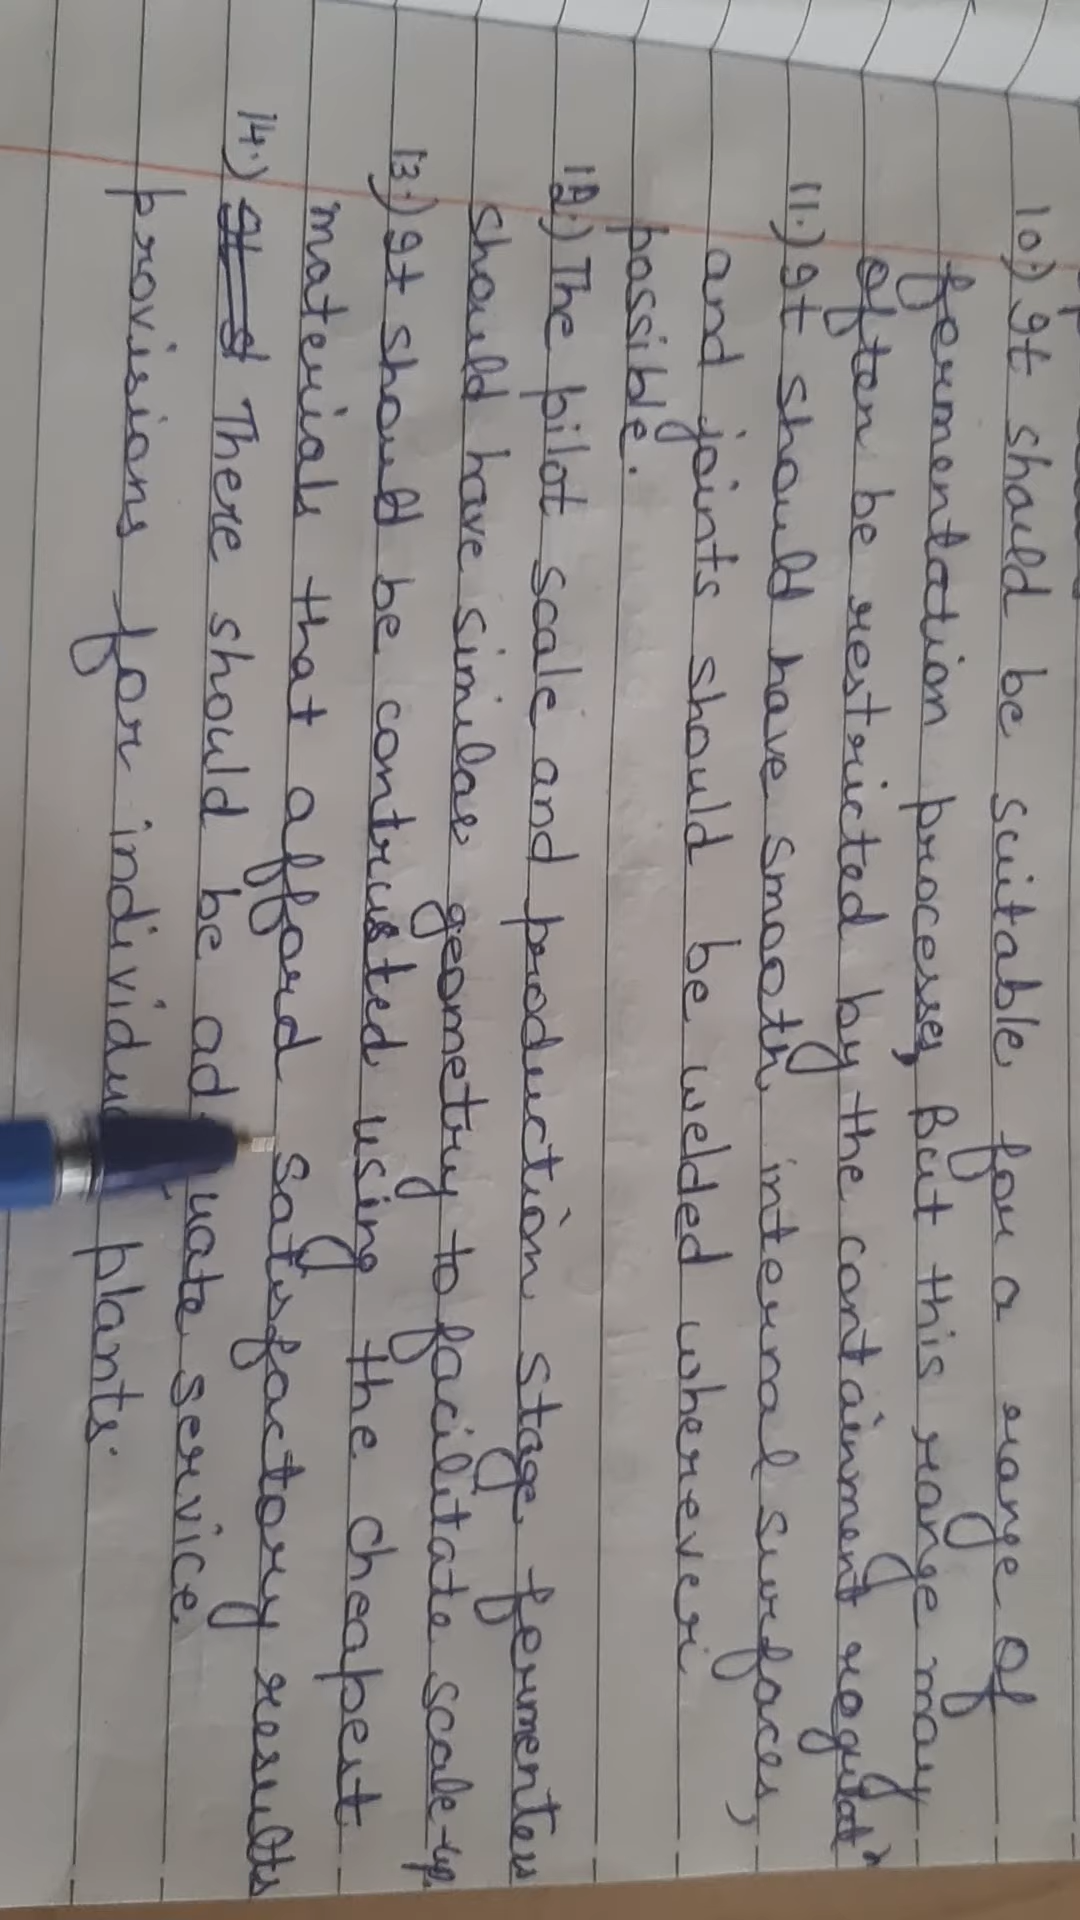 10.) It should be suitable for a range of
fermentation processes, But this range may
often be restricted by the containment regulatn
11.) It should have smooth internal surfaces,
and joints should be welded wherever
possible.
12.) The pilot scale and production stage fermenters
should have similar geometry to facilitate scale-up.
13.) It should be contrusted using the cheapest
materials that afford satisfactory results
14.) There should be ad uate service
provisions for individu plants.